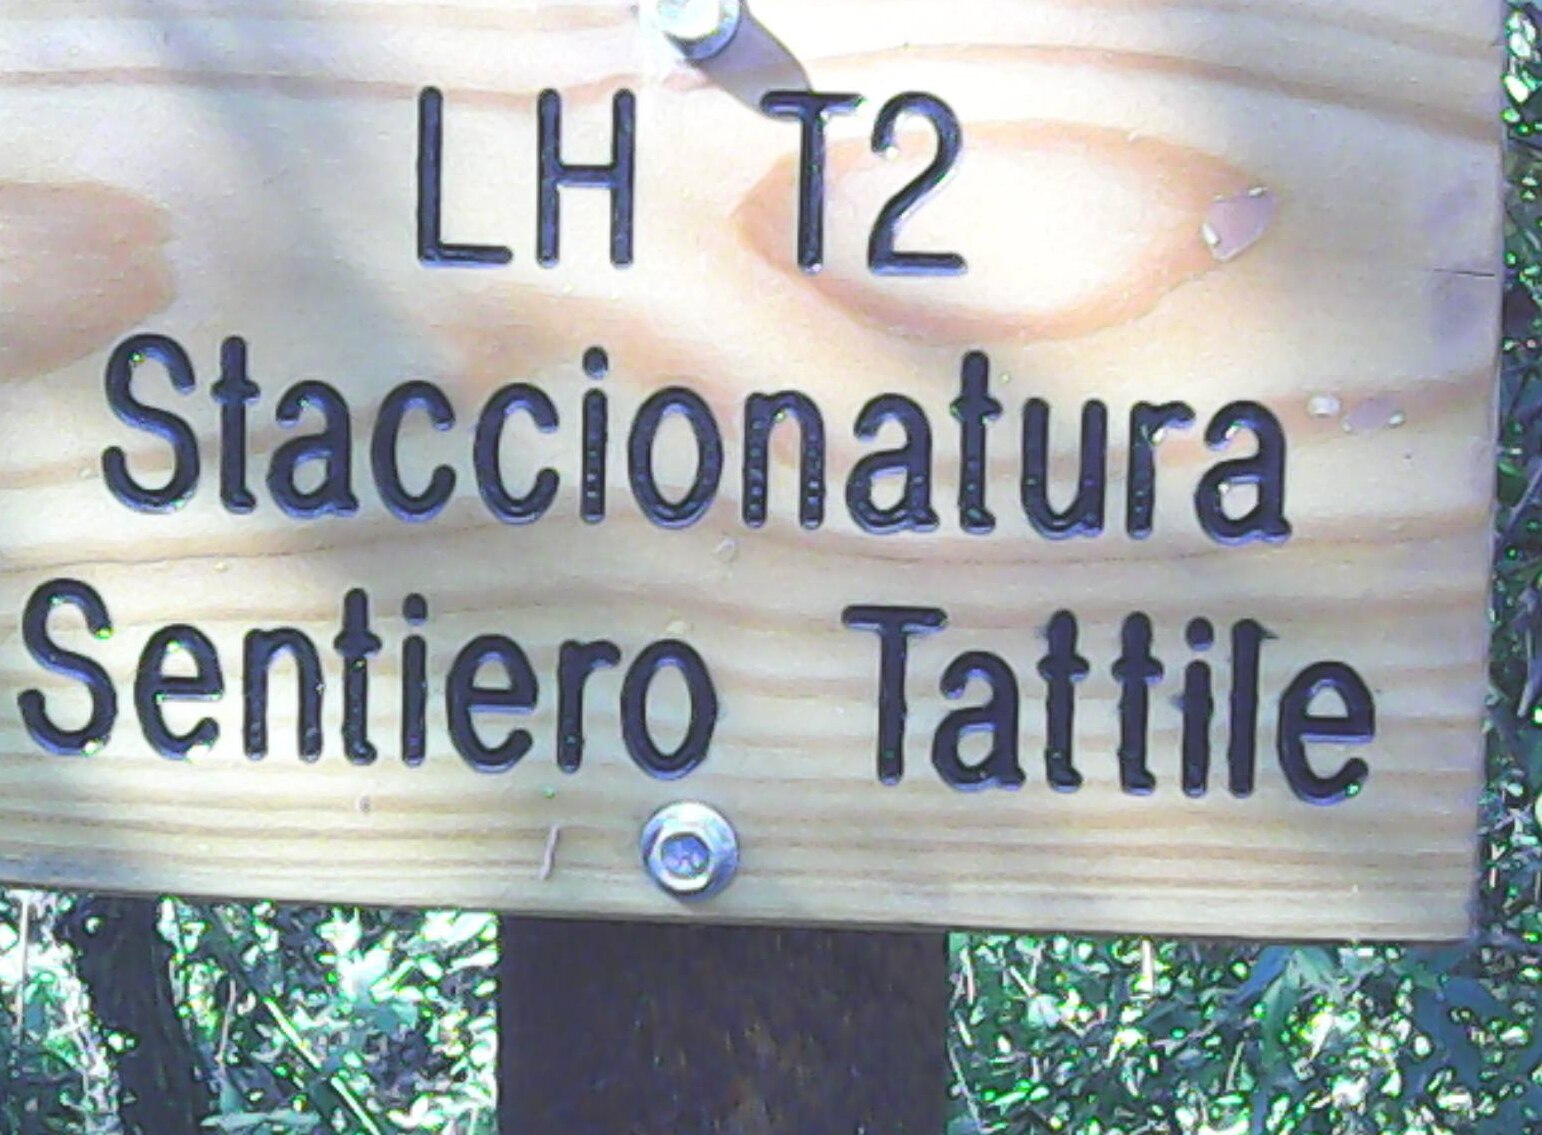 LH T2
Staccionatura
Sentiero Tattile